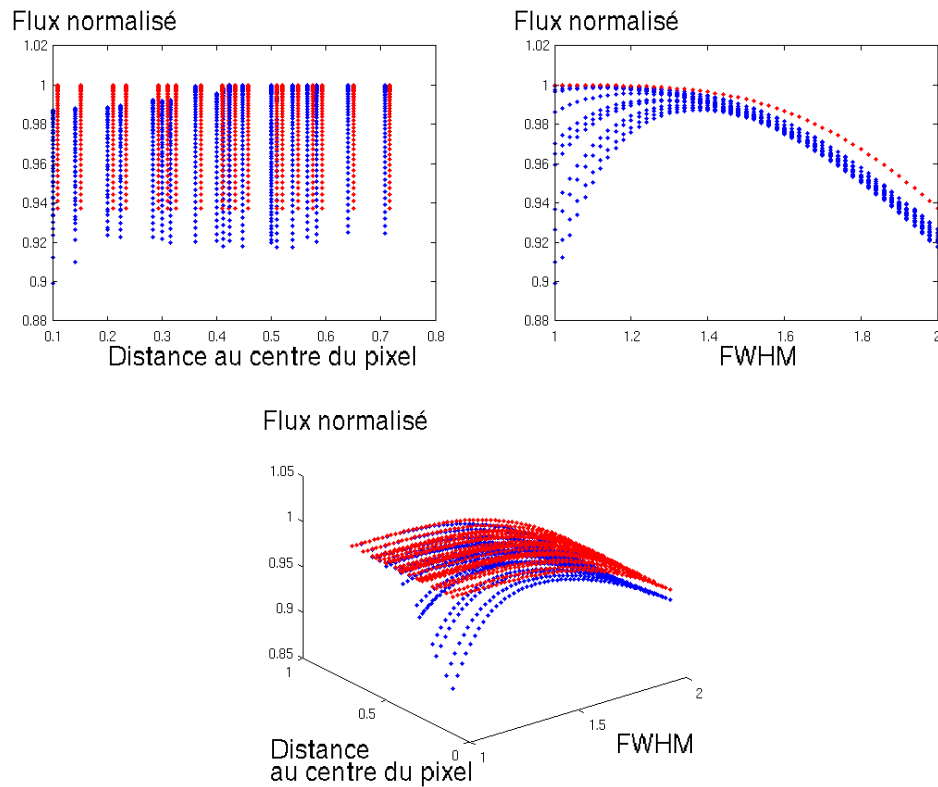 Flux normalisé
1.02
1
0.98
0.96
0.94
0.92
0.9
0.88
0.1 0.2 0.3 0.4 0.5 0.6 0.7 0.8
Distance au centre du pixel
Flux normalisé
1.02
1
0.98
0.96
0.94
0.92
0.9
0.88
1 1.2 1.4 1.6 1.8 2
FWHM
Flux normalisé
1.05
1
0.95
0.9
0.85
1
0.5
0
1
1.5
2
Distance
au centre du pixel
FWHM